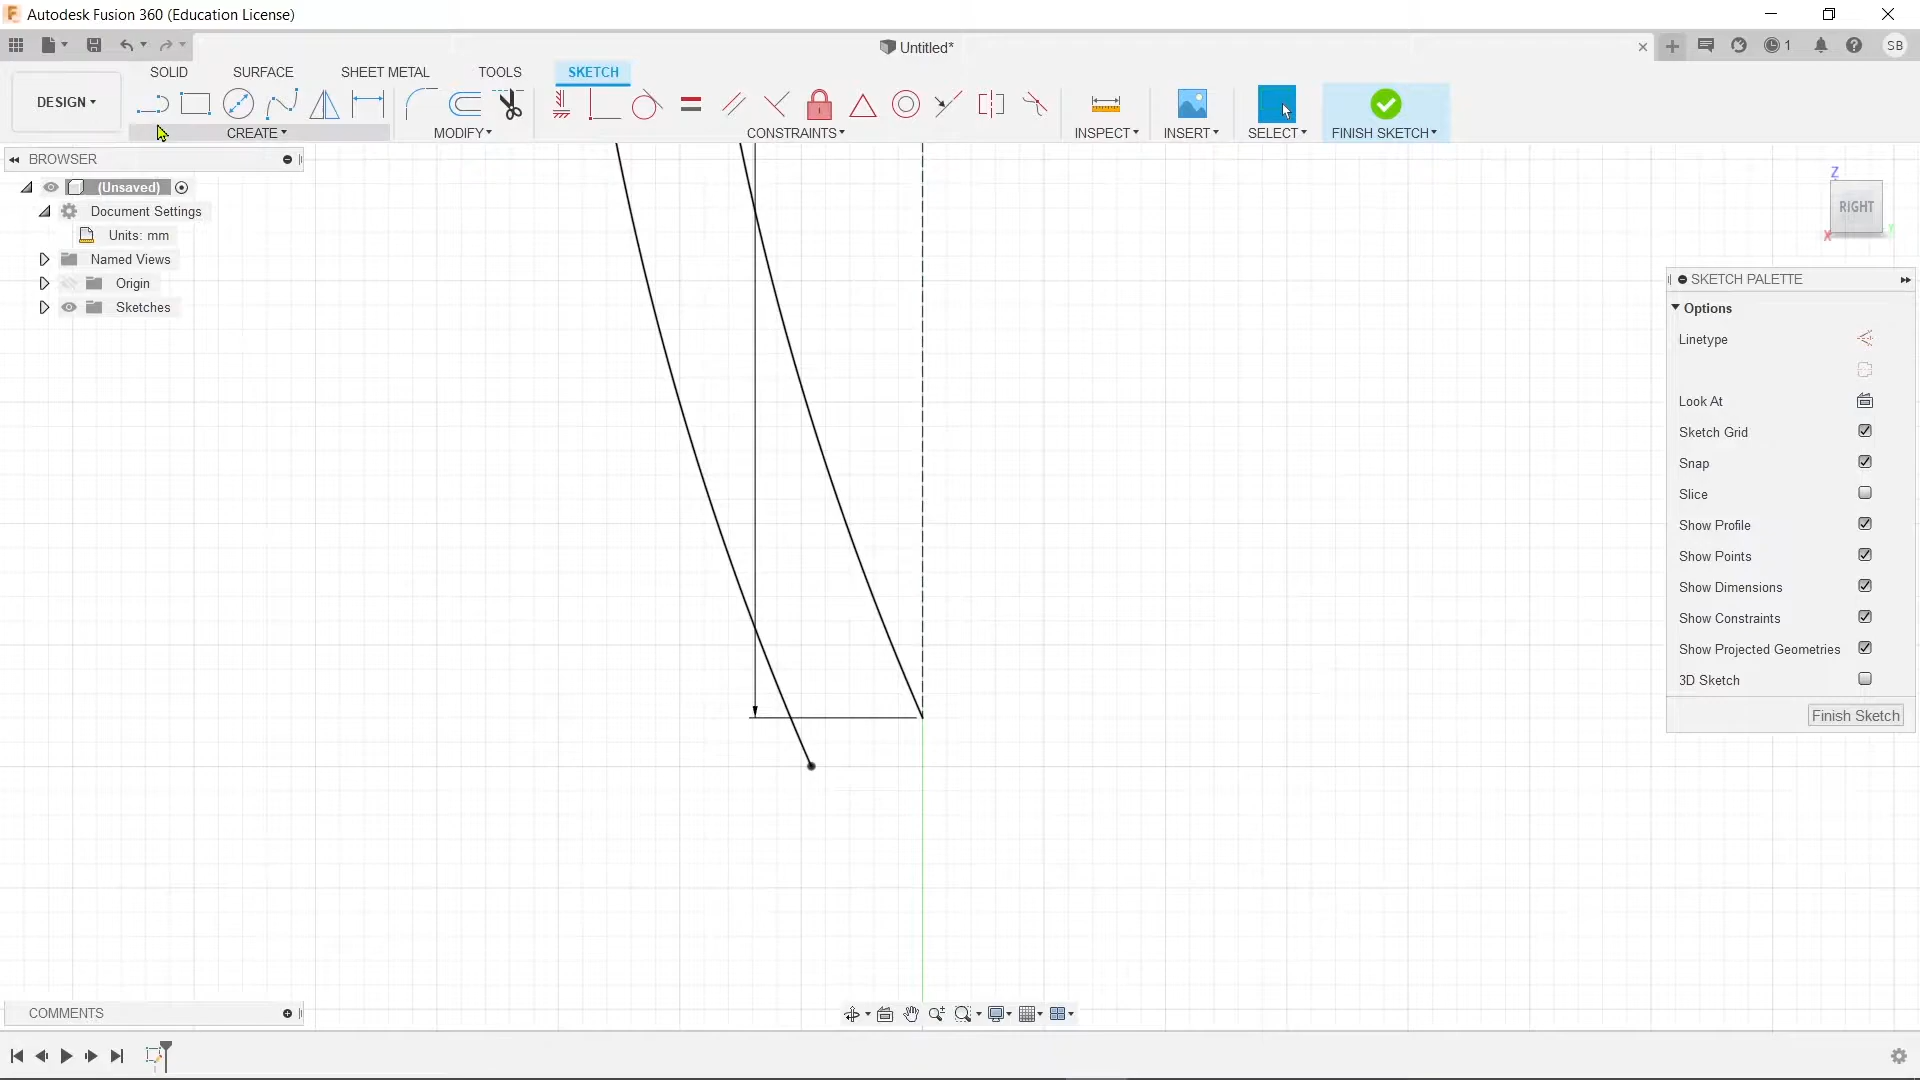 Autodesk Fusion 360 (Education License)
Untitled*
1
SB
DESIGN
SOLID
SURFACE
SHEET METAL
TOOLS
SKETCH
CREATE
MODIFY
CONSTRAINTS
INSPECT
INSERT
SELECT
FINISH SKETCH
BROWSER
(Unsaved)
Document Settings
Units: mm
Named Views
Origin
Sketches
Z
RIGHT
X
Y
SKETCH PALETTE
Options
Linetype
Look At
Sketch Grid
Snap
Slice
Show Profile
Show Points
Show Dimensions
Show Constraints
Show Projected Geometries
3D Sketch
Finish Sketch
COMMENTS